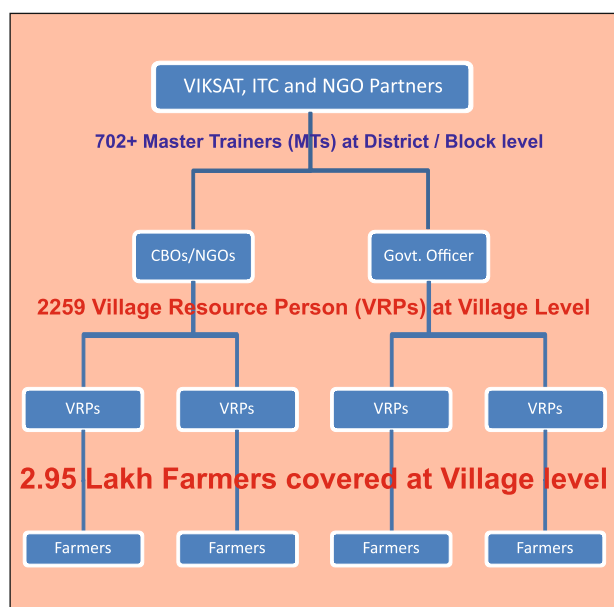 VIKSAT, ITC and NGO Partners
702+ Master Trainers (MTs) at District / Block level
CBOs/NGOs Govt. Officer
2259 Village Resource Person (VRPs) at Village Level
VRPs VRPs VRPs VRPs
2.95 Lakh Farmers covered at Village level
Farmers Farmers Farmers Farmers